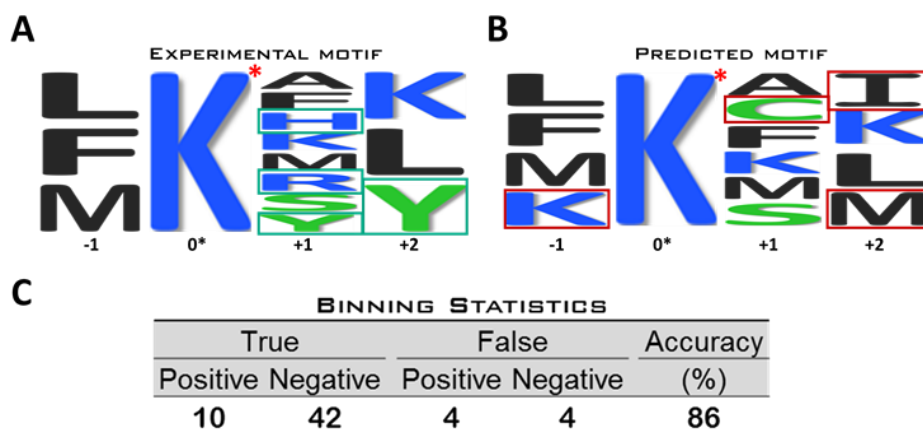 A
EXPERIMENTAL MOTIF
L F M
K*
A F H K M R S Y
K L Y
-1 0* +1 +2
B
PREDICTED MOTIF
L F M K
K*
A C F K M S
I K L M
-1 0* +1 +2
C
BINNING STATISTICS
True False Accuracy
Positive Negative Positive Negative (%)
10 42 4 4 86